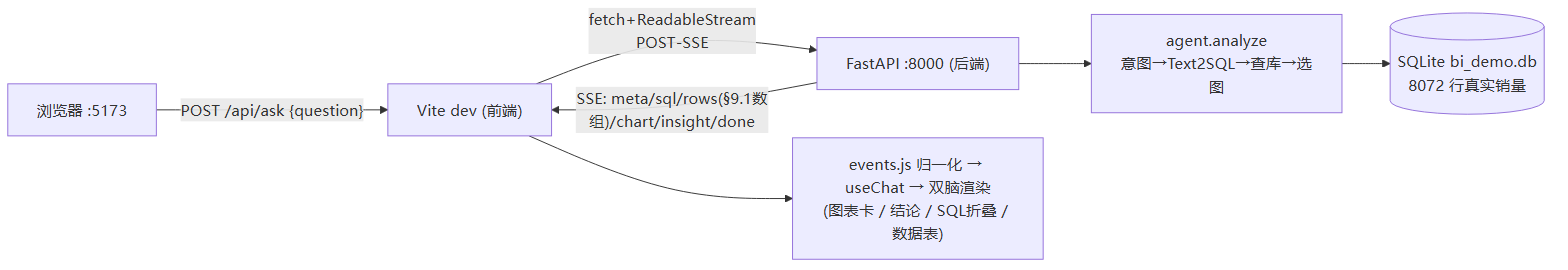 浏览器 :5173
POST /api/ask {question}
Vite dev (前端)
fetch+ReadableStream
POST-SSE
SSE: meta/sql/rows(§9.1数
组)/chart/insight/done
FastAPI :8000 (后端)
agent.analyze
意图→Text2SQL→查库→选
图
SQLite bi_demo.db
8072 行真实销量
events.js 归一化 →
useChat → 双脑渲染
(图表卡 / 结论 / SQL折叠 /
数据表)